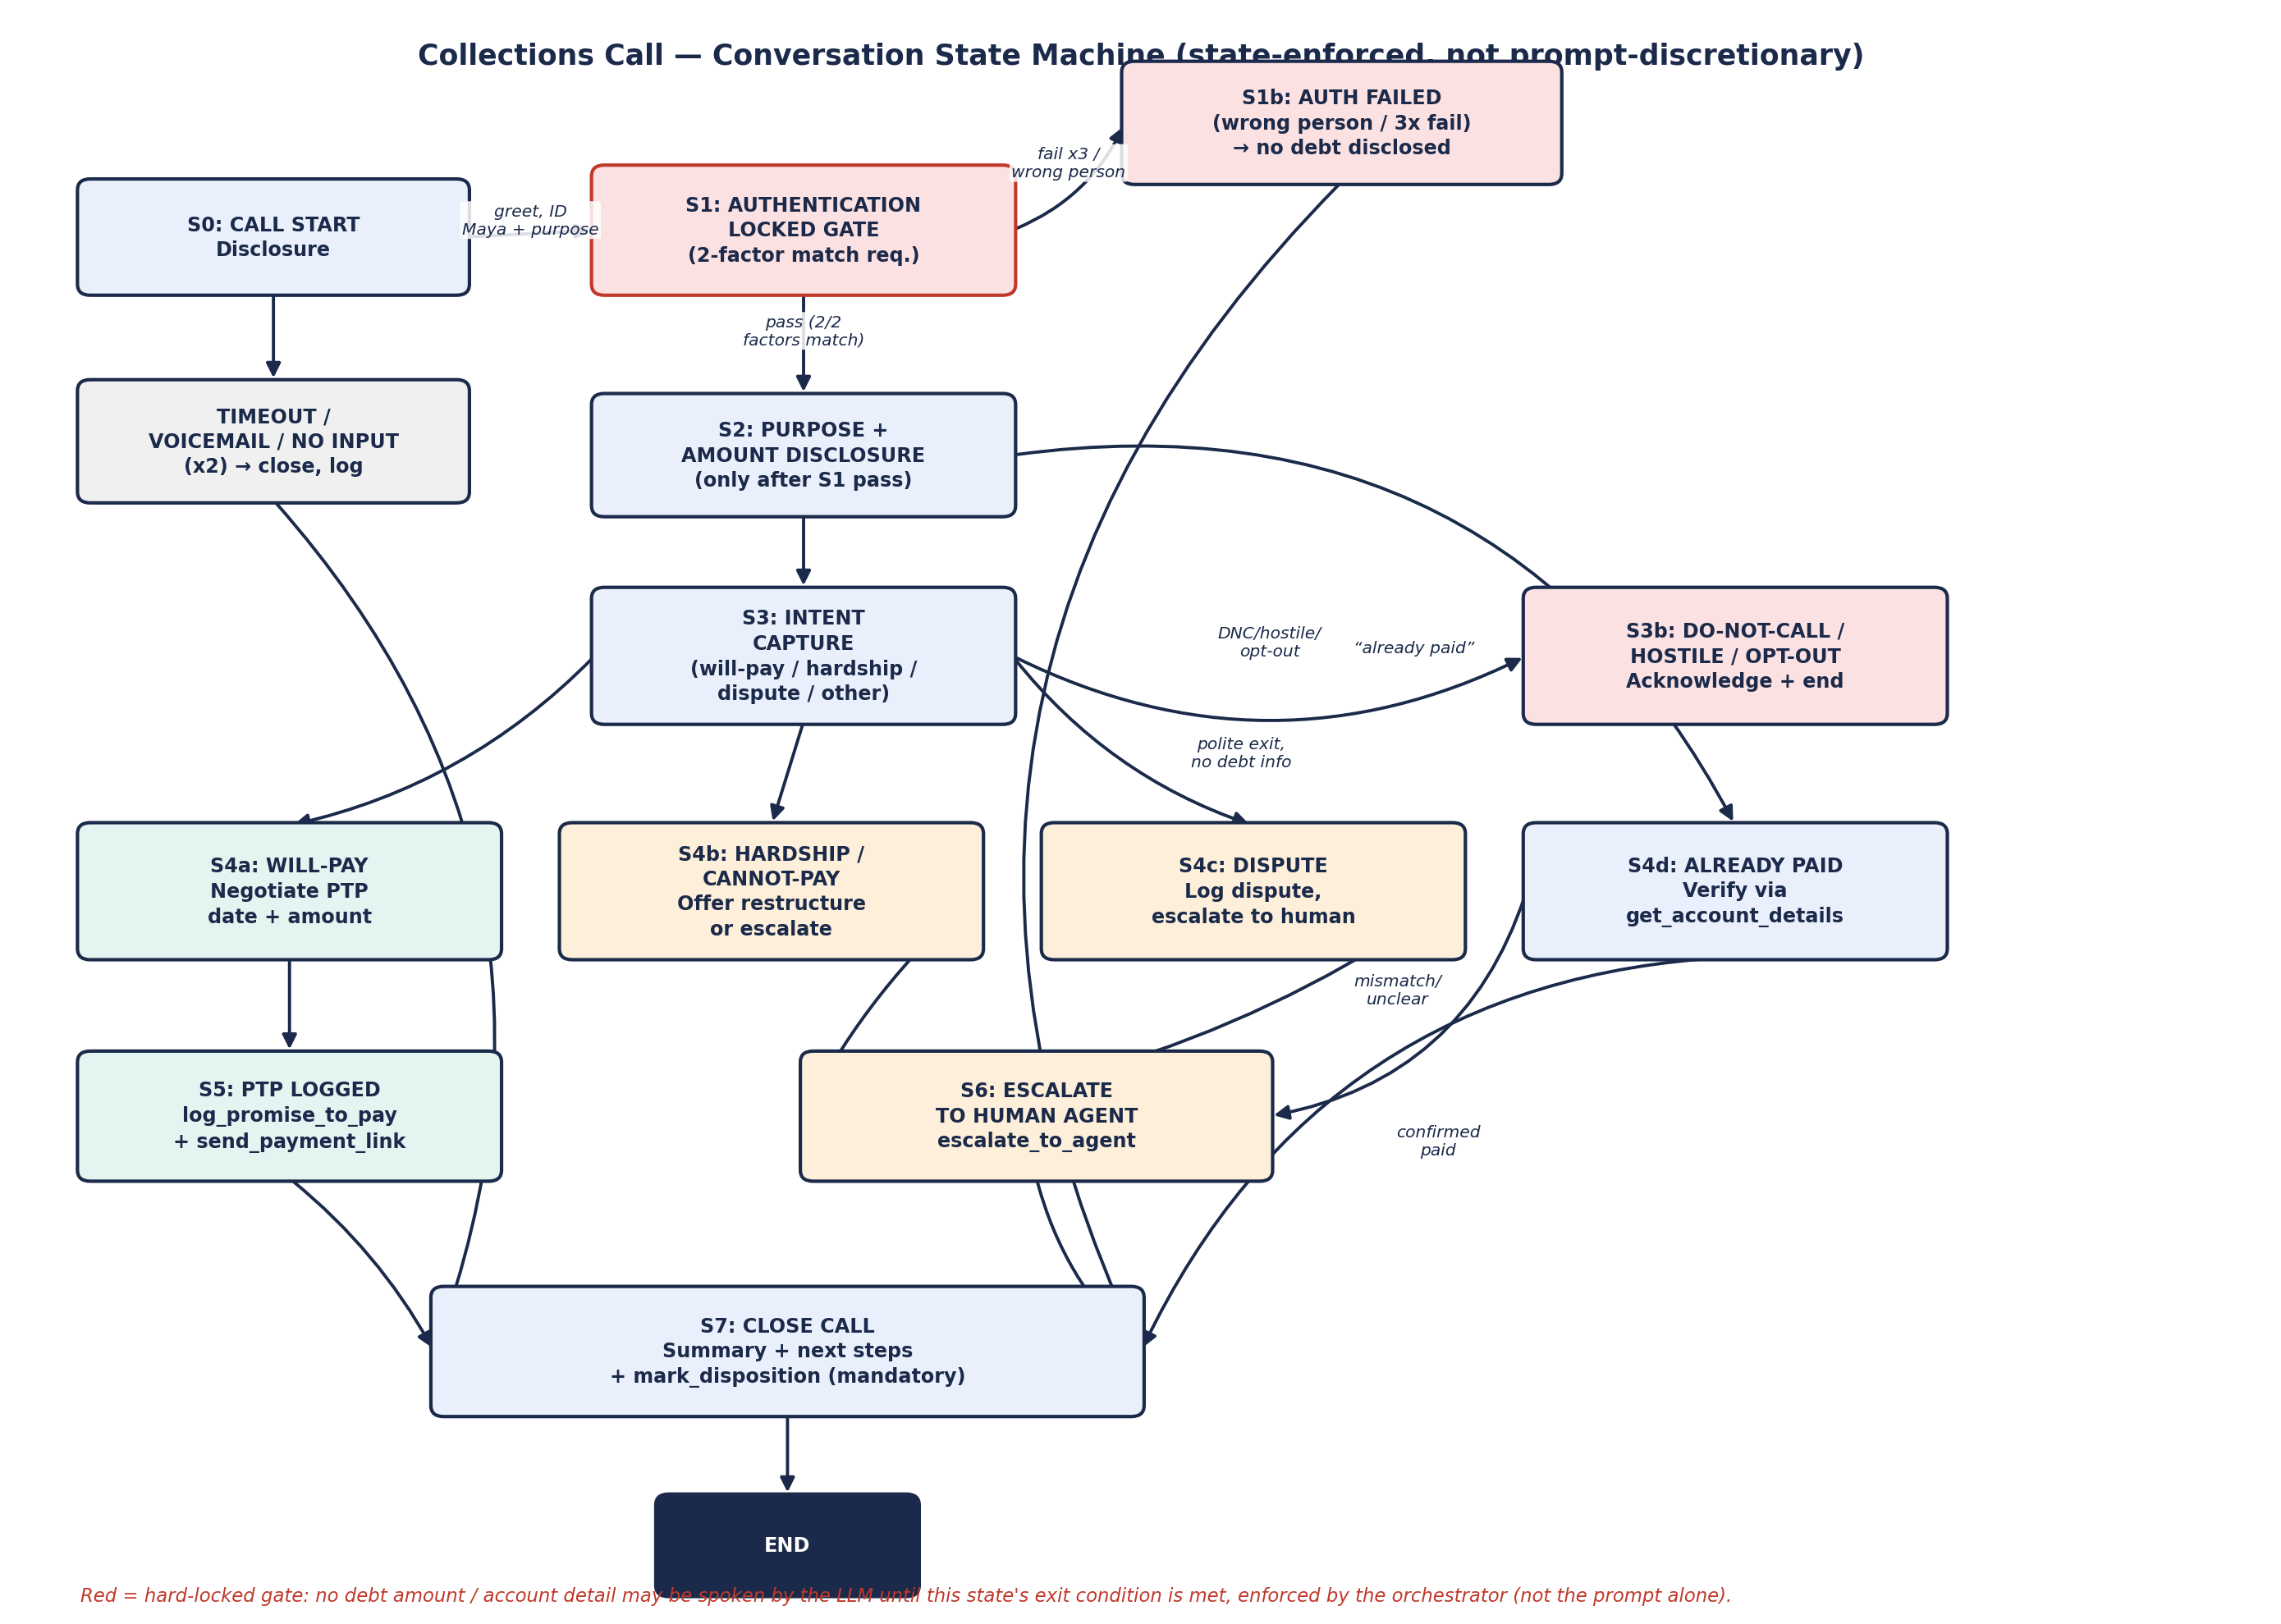 Collections Call — Conversation State Machine (state-enforced, not prompt-discretionary)
S1b: AUTH FAILED
(wrong person / 3x fail)
→ no debt disclosed
fail x3 /
wrong person
S0: CALL START
Disclosure
greet, ID
Maya + purpose
S1: AUTHENTICATION
LOCKED GATE
(2-factor match req.)
pass (2/2
factors match)
TIMEOUT /
VOICEMAIL / NO INPUT
(x2) → close, log
S2: PURPOSE +
AMOUNT DISCLOSURE
(only after S1 pass)
S3: INTENT
CAPTURE
(will-pay / hardship /
dispute / other)
DNC/hostile/
opt-out
“already paid”
S3b: DO-NOT-CALL /
HOSTILE / OPT-OUT
Acknowledge + end
polite exit,
no debt info
S4a: WILL-PAY
Negotiate PTP
date + amount
S4b: HARDSHIP /
CANNOT-PAY
Offer restructure
or escalate
S4c: DISPUTE
Log dispute,
escalate to human
S4d: ALREADY PAID
Verify via
get_account_details
mismatch/
unclear
S5: PTP LOGGED
log_promise_to_pay
+ send_payment_link
S6: ESCALATE
TO HUMAN AGENT
escalate_to_agent
confirmed
paid
S7: CLOSE CALL
Summary + next steps
+ mark_disposition (mandatory)
END
Red = hard-locked gate: no debt amount / account detail may be spoken by the LLM until this state's exit condition is met, enforced by the orchestrator (not the prompt alone).